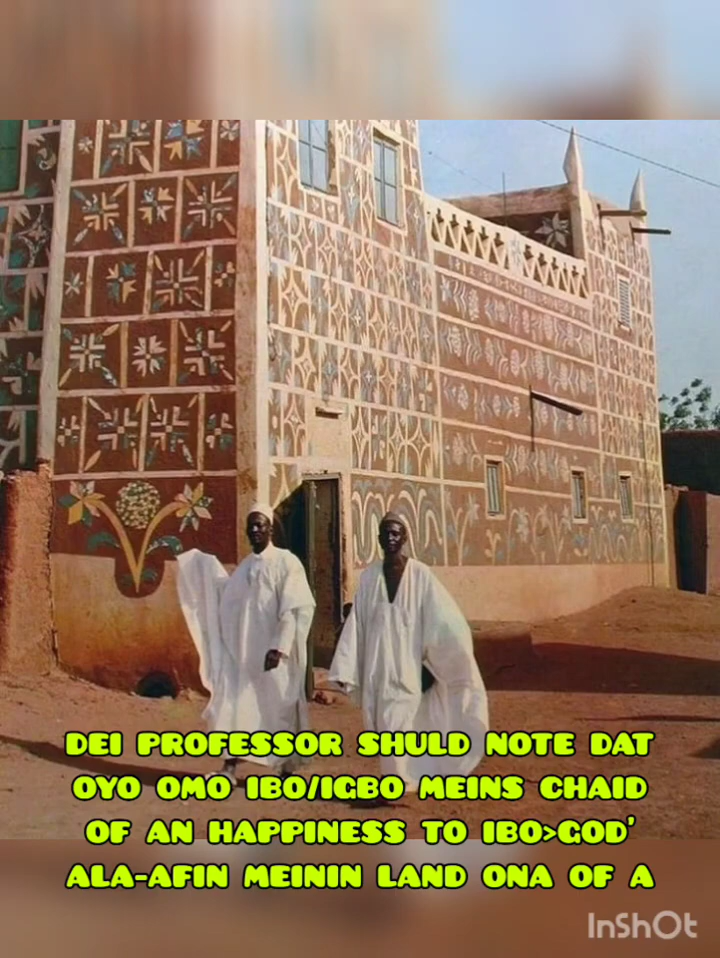 DEI PROFESSOR SHULD NOTE DAT
OYO OMO IBO/IGBO MEINS CHAID
OF AN HAPPINESS TO IBO>GOD'
ALA-AFIN MEININ LAND ONA OF A
InShOt